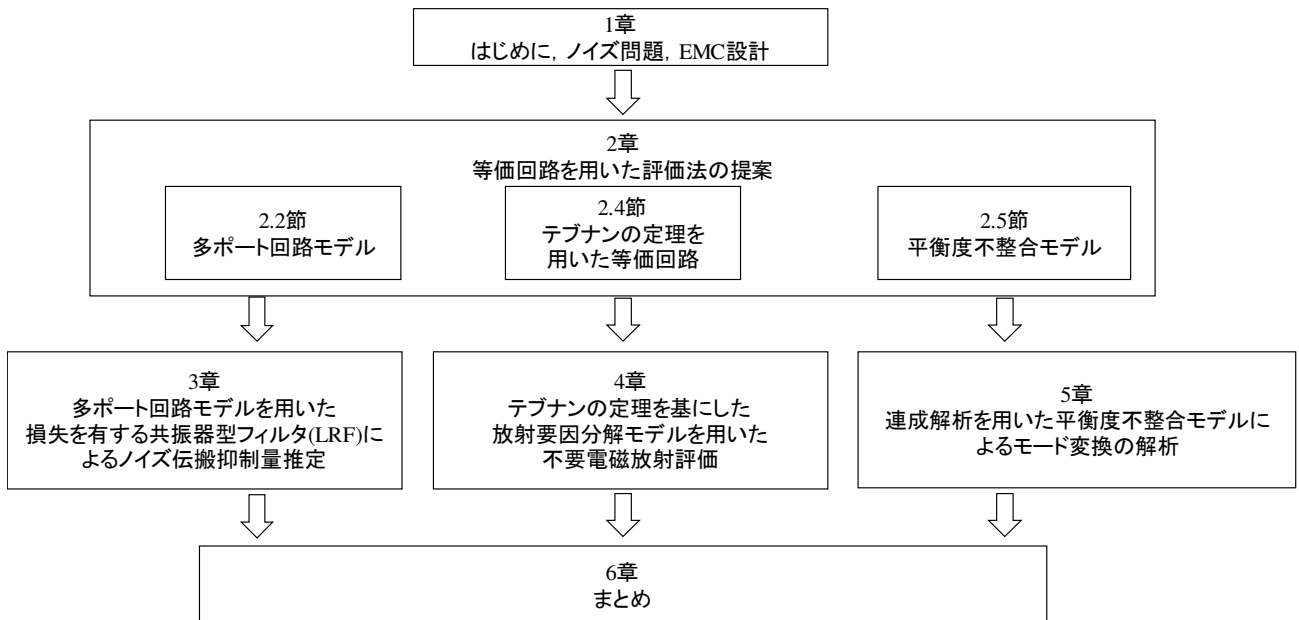 1章
はじめに，ノイズ問題，EMC設計
2章
等価回路を用いた評価法の提案
2.2節
多ポート回路モデル
2.4節
テブナンの定理を
用いた等価回路
2.5節
平衡度不整合モデル
3章
多ポート回路モデルを用いた
損失を有する共振器型フィルタ(LRF)に
よるノイズ伝搬抑制量推定
4章
テブナンの定理を基にした
放射要因分解モデルを用いた
不要電磁放射評価
5章
連成解析を用いた平衡度不整合モデルに
よるモード変換の解析
6章
まとめ